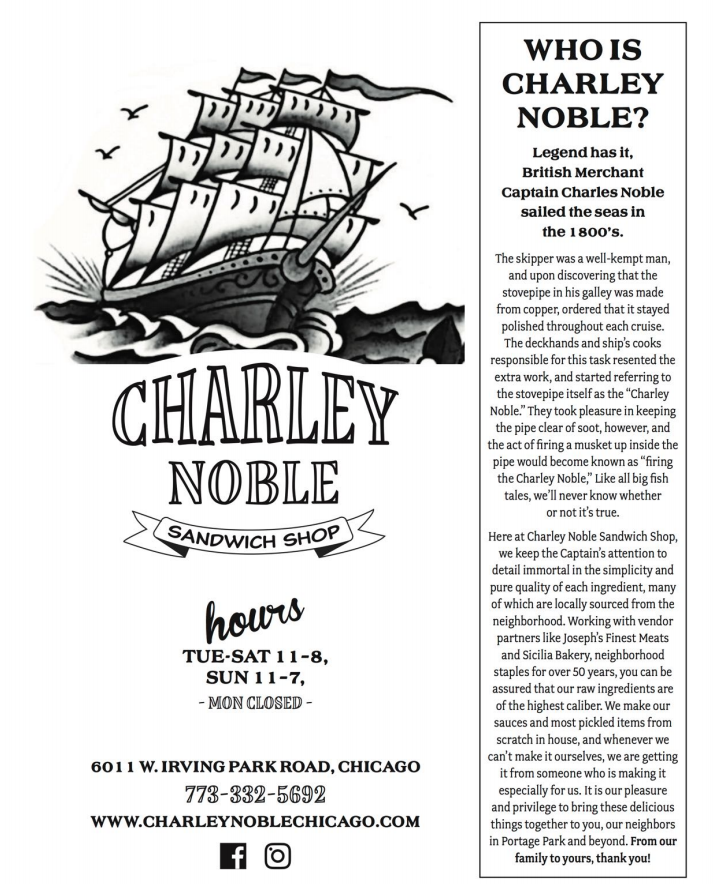 CHARLEY
NOBLE
SANDWICH SHOP
hours
TUE-SAT 11-8,
SUN 11-7,
- MON CLOSED -
6011 W. IRVING PARK ROAD, CHICAGO
773-332-5692
WWW.CHARLEYNOBLECHICAGO.COM
WHO IS
CHARLEY
NOBLE?
Legend has it,
British Merchant
Captain Charles Noble
sailed the seas in
the 1800's.
The skipper was a well-kempt man,
and upon discovering that the
stovepipe in his galley was made
from copper, ordered that it stayed
polished throughout each cruise.
The deckhands and ship's cooks
responsible for this task resented the
extra work, and started referring to
the stovepipe itself as the “Charley
Noble.” They took pleasure in keeping
the pipe clear of soot, however, and
the act of firing a musket up inside the
pipe would become known as “firing
the Charley Noble,” Like all big fish
tales, we'll never know whether
or not it's true.
Here at Charley Noble Sandwich Shop,
we keep the Captain's attention to
detail immortal in the simplicity and
pure quality of each ingredient, many
of which are locally sourced from the
neighborhood. Working with vendor
partners like Joseph's Finest Meats
and Sicilia Bakery, neighborhood
staples for over 50 years, you can be
assured that our raw ingredients are
of the highest caliber. We make our
sauces and most pickled items from
scratch in house, and whenever we
can't make it ourselves, we are getting
it from someone who is making it
especially for us. It is our pleasure
and privilege to bring these delicious
things together to you, our neighbors
in Portage Park and beyond. From our
family to yours, thank you!